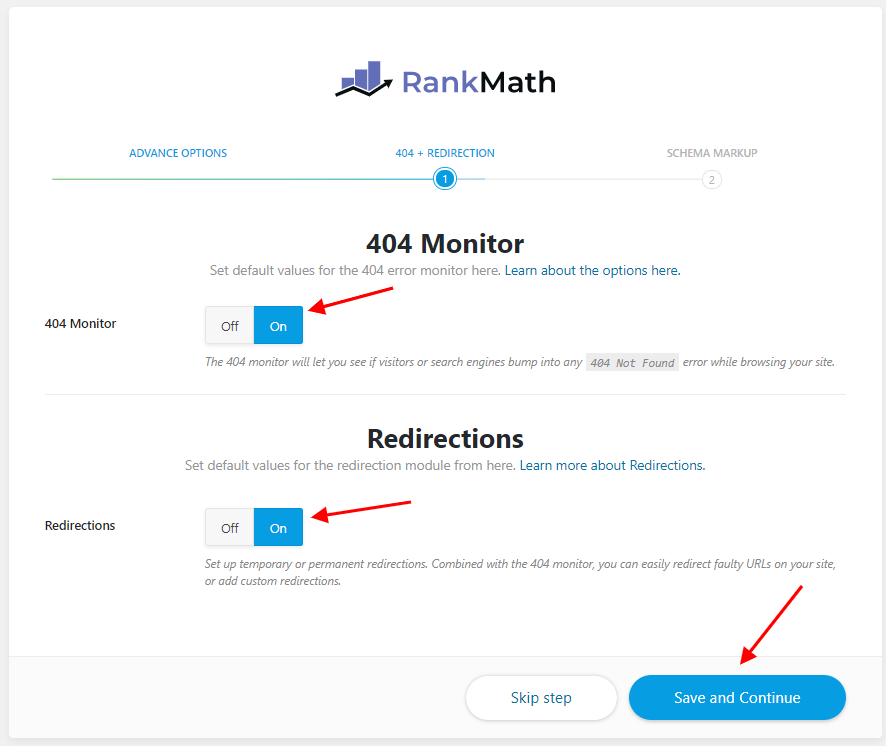 RankMath
ADVANCE OPTIONS
404 + REDIRECTION
SCHEMA MARKUP
1
2
404 Monitor
Set default values for the 404 error monitor here. Learn about the options here.
404 Monitor
Off
On
The 404 monitor will let you see if visitors or search engines bump into any 404 Not Found error while browsing your site.
Redirections
Set default values for the redirection module from here. Learn more about Redirections.
Redirections
Off
On
Set up temporary or permanent redirections. Combined with the 404 monitor, you can easily redirect faulty URLs on your site,
or add custom redirections.
Skip step
Save and Continue